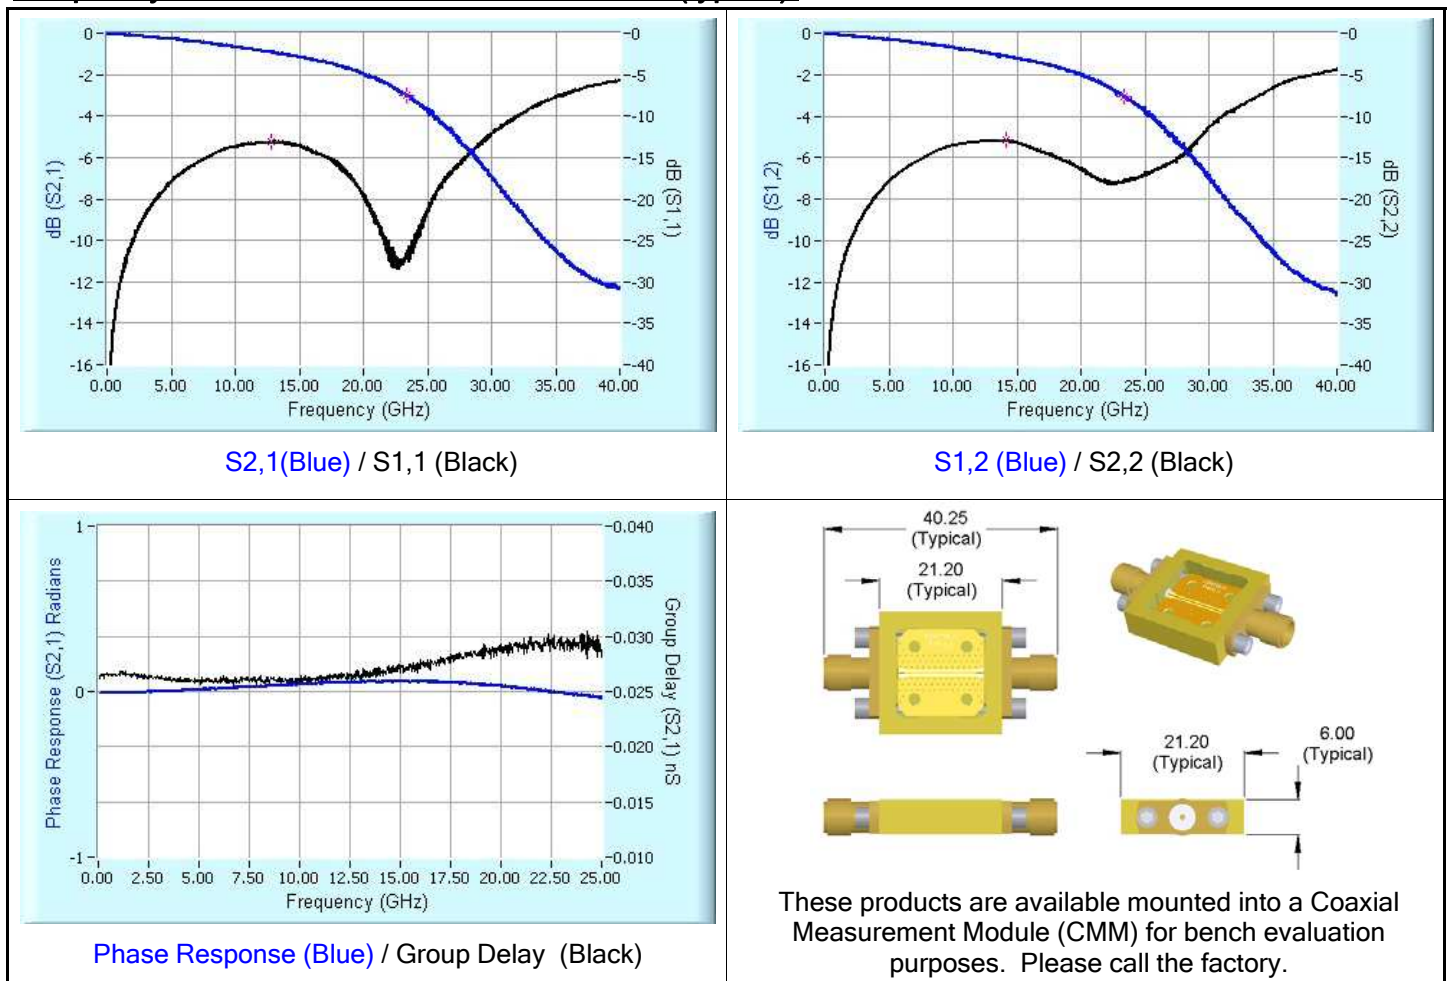 0
-2
-4
-6
-8
-10
-12
-14
-16
dB (S2,1)
-0
-5
-10
-15
-20
-25
-30
-35
-40
dB (S1,1)
0.00 5.00 10.00 15.00 20.00 25.00 30.00 35.00 40.00
Frequency (GHz)
S2,1(Blue) / S1,1 (Black)
0
-2
-4
-6
-8
-10
-12
-14
-16
dB (S1,2)
-0
-5
-10
-15
-20
-25
-30
-35
-40
dB (S2,2)
0.00 5.00 10.00 15.00 20.00 25.00 30.00 35.00 40.00
Frequency (GHz)
S1,2 (Blue) / S2,2 (Black)
1
0
-1
Phase Response (S2,1) Radians
-0.040
-0.035
-0.030
-0.025
-0.020
-0.015
-0.010
Group Delay (S2,1) nS
0.00 2.50 5.00 7.50 10.00 12.50 15.00 17.50 20.00 22.50 25.00
Frequency (GHz)
Phase Response (Blue) / Group Delay (Black)
40.25
(Typical)
21.20
(Typical)
21.20
(Typical)
6.00
(Typical)
These products are available mounted into a Coaxial
Measurement Module (CMM) for bench evaluation
purposes. Please call the factory.